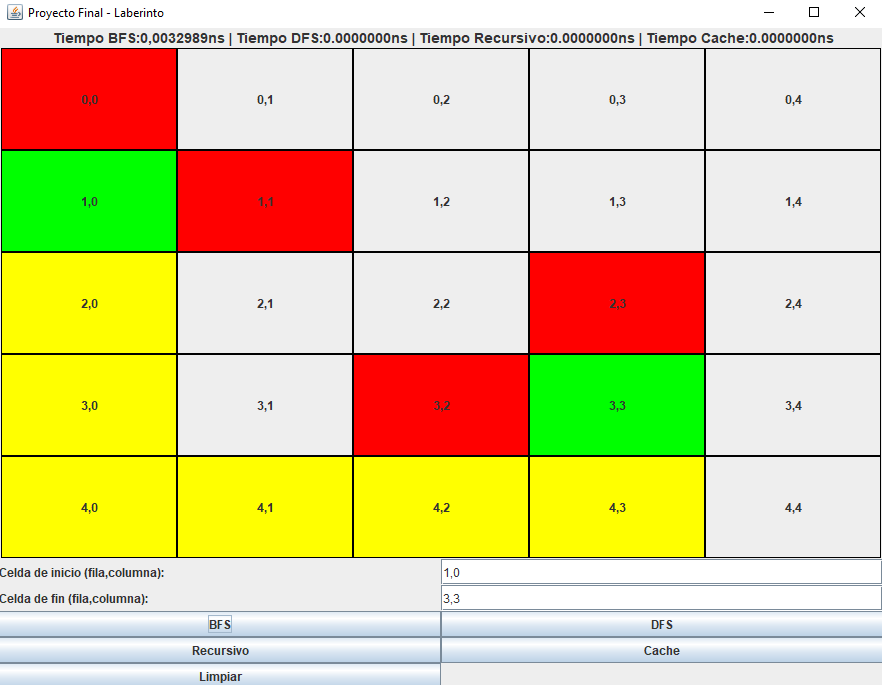 Proyecto Final - Laberinto
Tiempo BFS:0,0032989ns | Tiempo DFS:0.0000000ns | Tiempo Recursivo:0.0000000ns | Tiempo Cache:0.0000000ns
0,0 0,1 0,2 0,3 0,4
1,0 1,1 1,2 1,3 1,4
2,0 2,1 2,2 2,3 2,4
3,0 3,1 3,2 3,3 3,4
4,0 4,1 4,2 4,3 4,4
Celda de inicio (fila,columna): 1,0
Celda de fin (fila,columna): 3,3
BFS DFS
Recursivo Cache
Limpiar